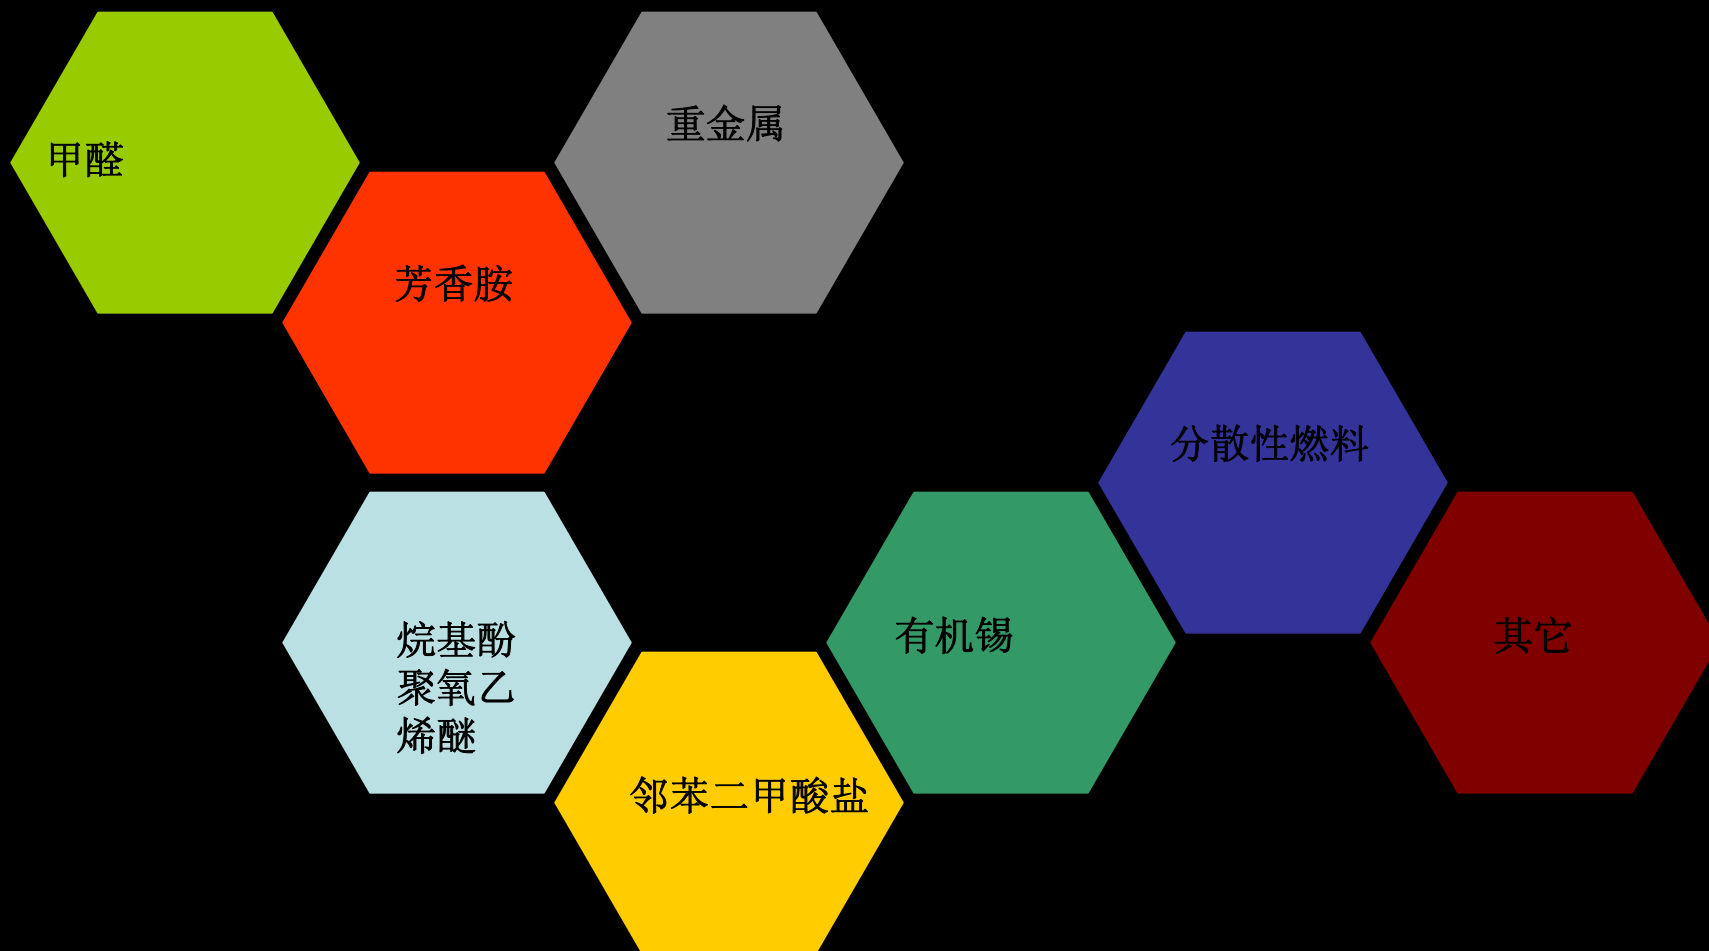 甲醛
重金属
芳香胺
分散性燃料
烷基酚
聚氧乙
烯醚
有机锡
其它
邻苯二甲酸盐